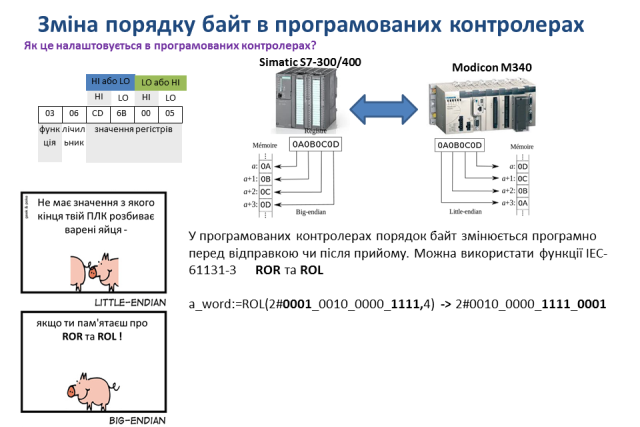 Зміна порядку байт в програмованих контролерах
Як це налаштовується в програмованих контролерах?
Simatic S7-300/400
Modicon M340
HI або LO LO або HI
HI LO HI LO
03 06 CD 6B 00 05
функ лічил значення регістрів
ція ьник
Registre
Mémoire
0A0B0C0D
a: 0A
a+1: 0B
a+2: 0C
a+3: 0D
Big-endian
0A0B0C0D
Mémoire
a: 0D
a+1: 0C
a+2: 0B
a+3: 0A
Little-endian
Не має значення з якого
кінця твій ПЛК розбиває
варені яйця -
LITTLE-ENDIAN
якщо ти пам'ятаєш про
ROR та ROL !
BIG-ENDIAN
У програмованих контролерах порядок байт змінюється програмно
перед відправкою чи після прийому. Можна використати функції IEC-
61131-3 ROR та ROL
a_word:=ROL(2#0001_0010_0000_1111,4) -> 2#0010_0000_1111_0001